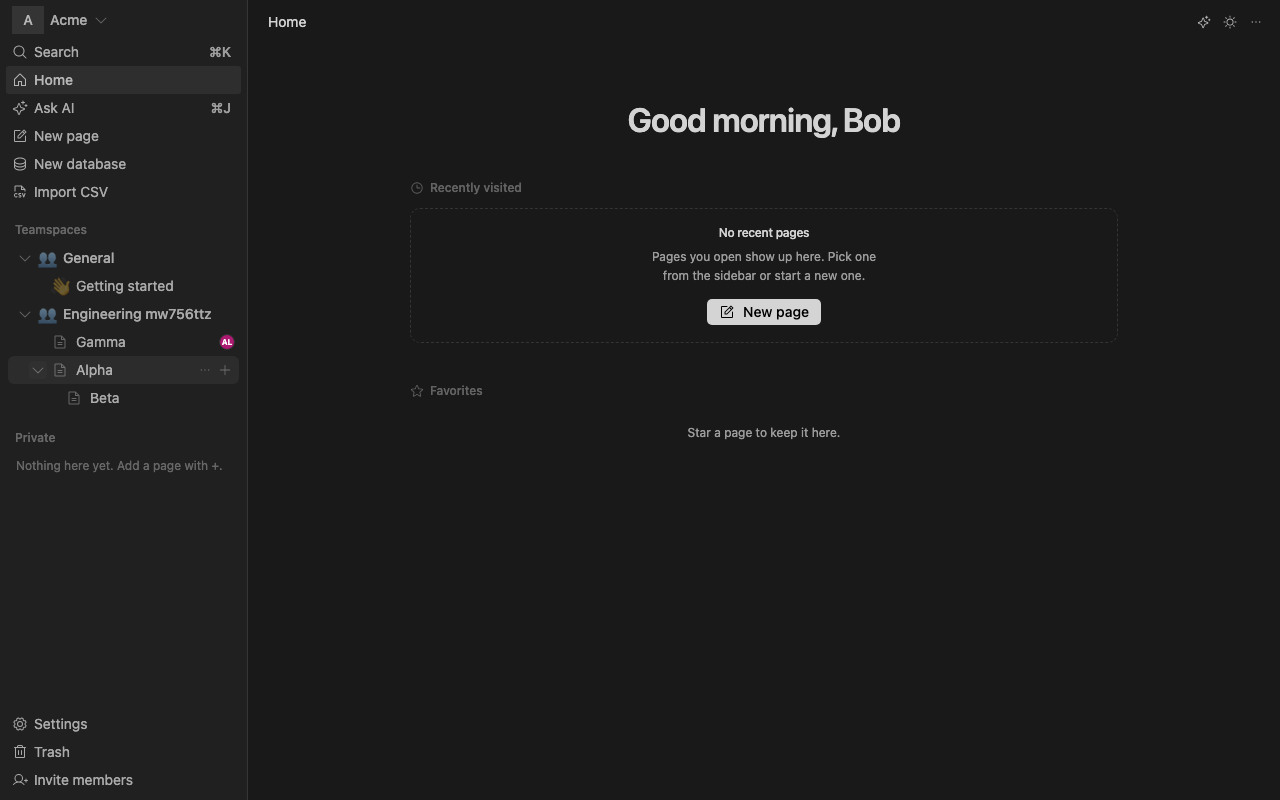 A Acme
Search ⌘K
Home
Ask AI ⌘J
New page
New database
Import CSV
Teamspaces
General
Getting started
Engineering mw756ttz
Gamma AL
Alpha
Beta
Private
Nothing here yet. Add a page with +.
Settings
Trash
Invite members
Home
Good morning, Bob
Recently visited
No recent pages
Pages you open show up here. Pick one
from the sidebar or start a new one.
New page
Favorites
Star a page to keep it here.